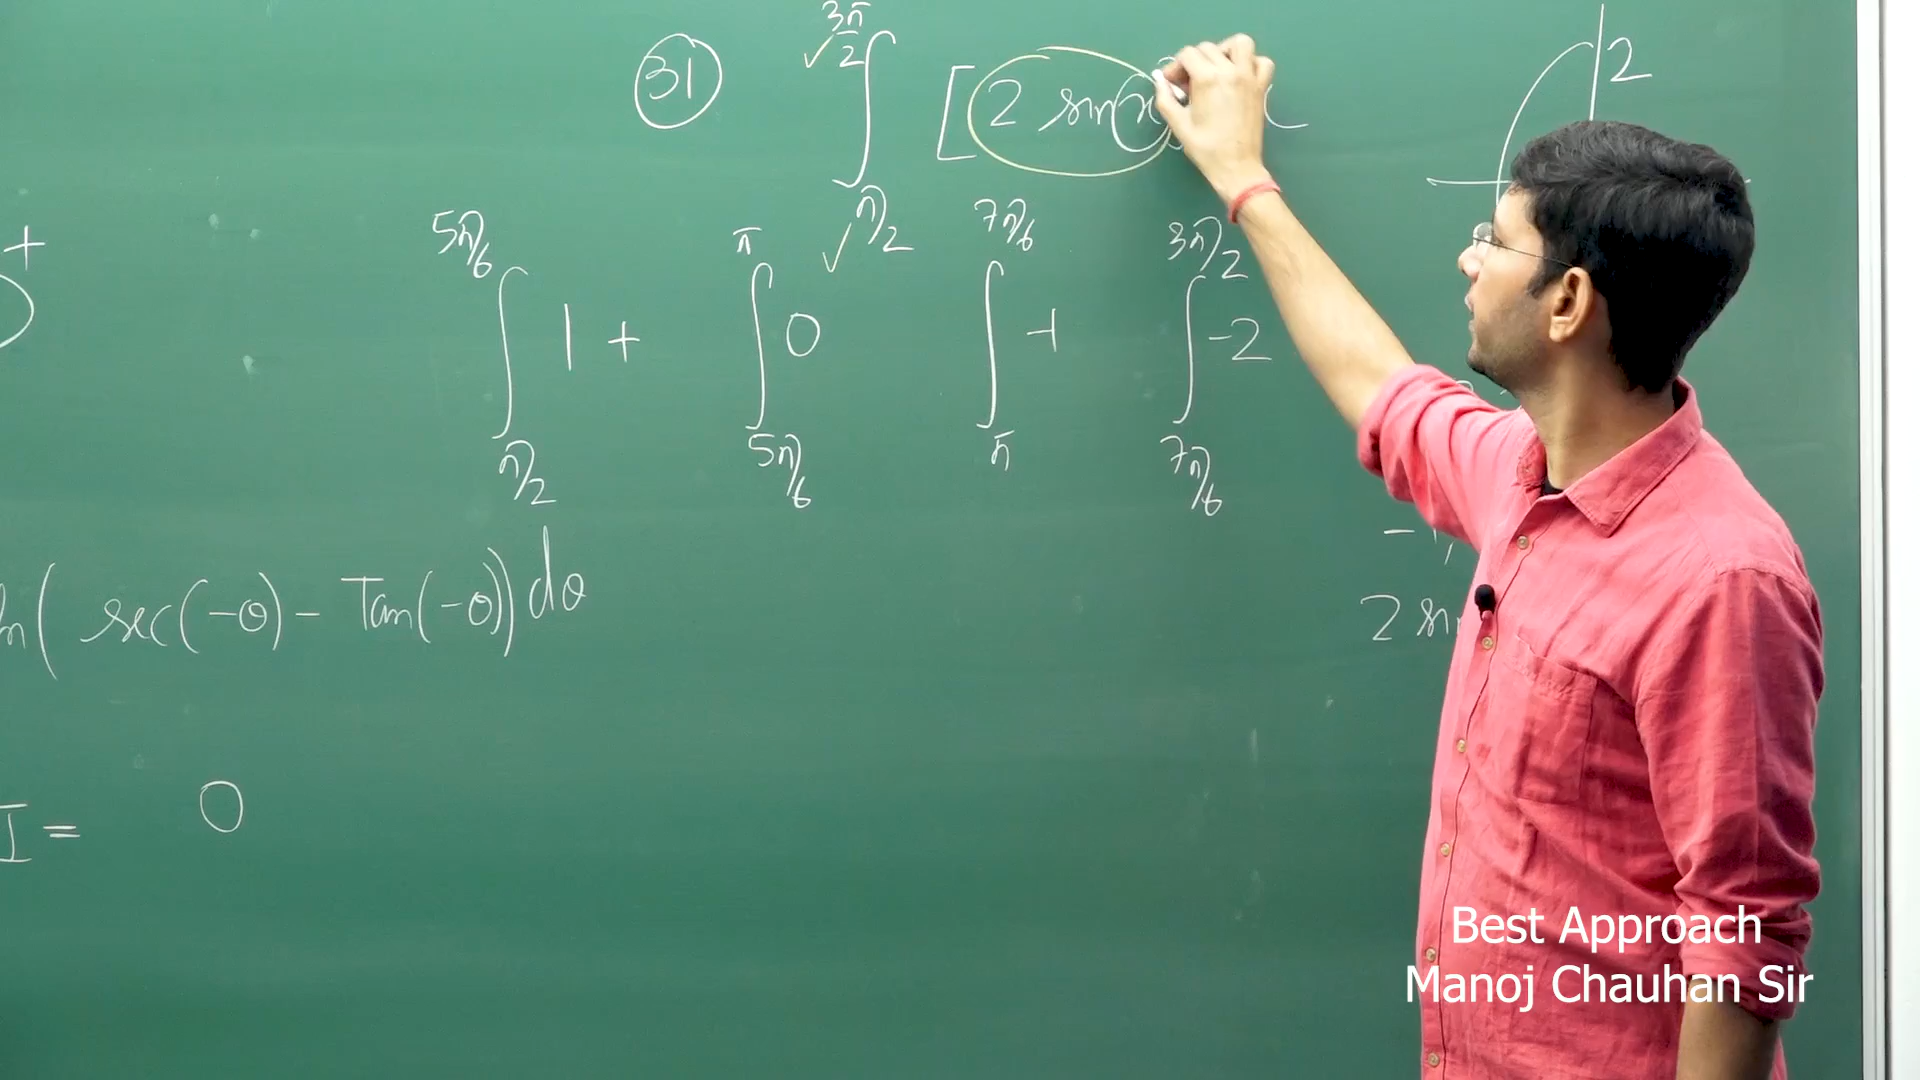 31 ∫_{π/2}^{3π/2} [2 sin(x)]
2
+
∫_{π/2}^{5π/6} 1 + ∫_{5π/6}^{π} 0 ∫_{π}^{7π/6} -1 ∫_{7π/6}^{3π/2} -2
( sec(-θ) - Tan(-θ)) dθ
2 sin
I = 0
Best Approach
Manoj Chauhan Sir